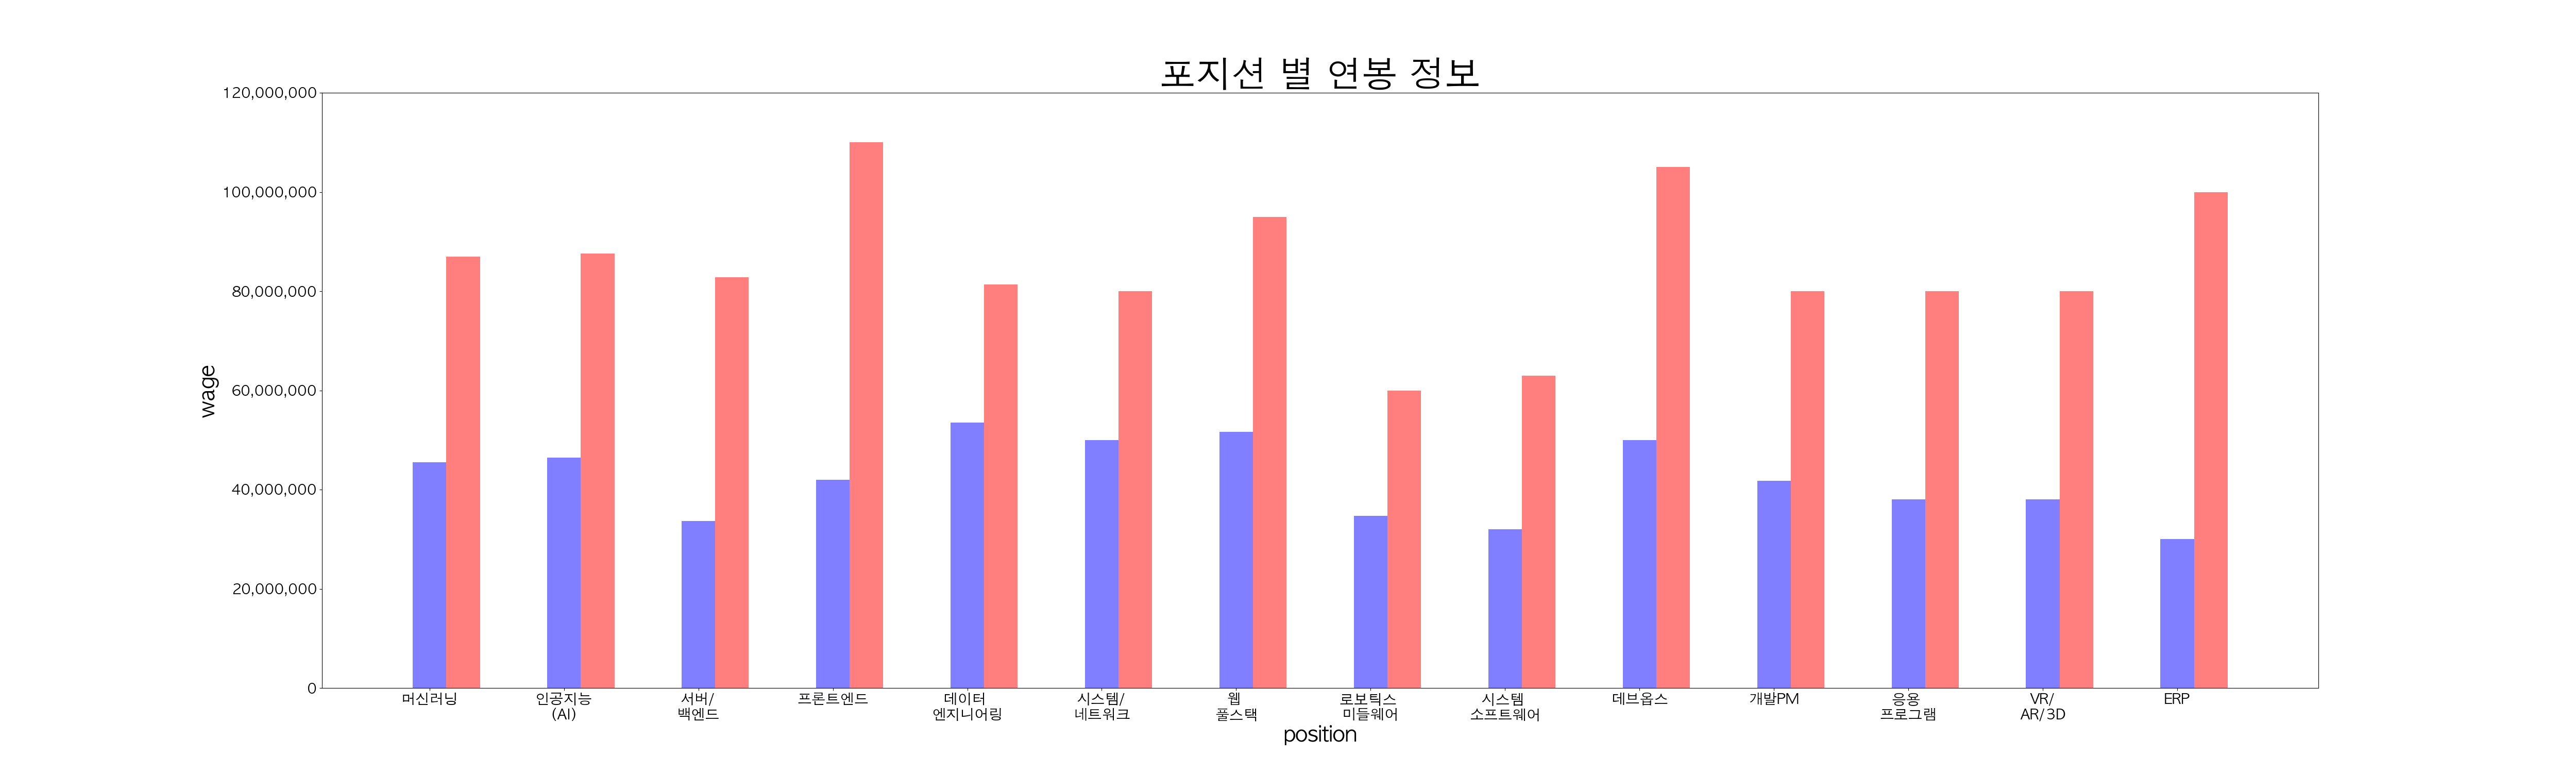 포지션 별 연봉 정보
120,000,000
100,000,000
80,000,000
60,000,000
40,000,000
20,000,000
0
wage
머신러닝
인공지능
(AI)
서버/
백엔드
프론트엔드
데이터
엔지니어링
시스템/
네트워크
웹
풀스택
로보틱스
미들웨어
시스템
소프트웨어
데브옵스
개발PM
응용
프로그램
VR/
AR/3D
ERP
position